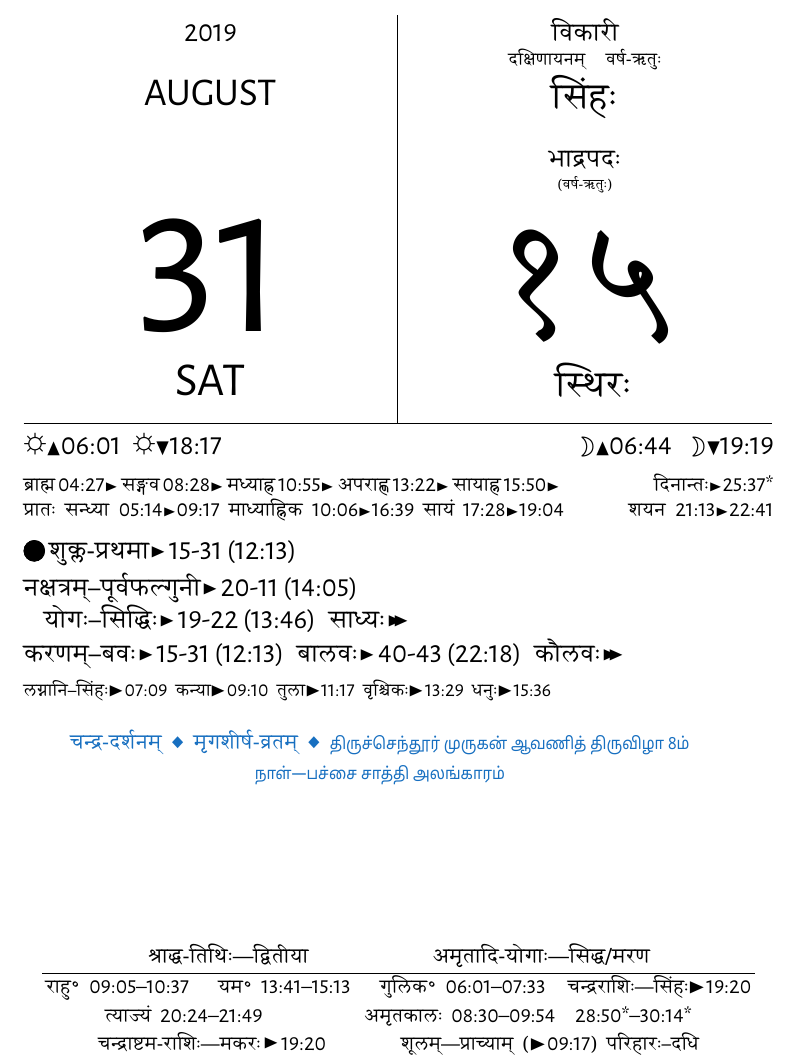 2019
AUGUST
31
SAT
विकारी
दक्षिणायनम् वर्ष-ऋतुः
सिंहः
भाद्रपदः
(वर्ष-ऋतुः)
१५
स्थिरः
☼▲06:01 ☼▼18:17 ☽▲06:44 ☽▼19:19
ब्राह्म 04:27► सङ्गव 08:28► मध्याह्न 10:55► अपराह्ण 13:22► सायाह्न 15:50► दिनान्तः►25:37*
प्रातः सन्ध्या 05:14►09:17 माध्याह्निक 10:06►16:39 सायं 17:28►19:04 शयन 21:13►22:41
शुक्ल-प्रथमा►15-31 (12:13)
नक्षत्रम्–पूर्वफल्गुनी►20-11 (14:05)
योगः–सिद्धिः►19-22 (13:46) साध्यः►►
करणम्–बवः►15-31 (12:13) बालवः►40-43 (22:18) कौलवः►►
लग्नानि–सिंहः►07:09 कन्या►09:10 तुला►11:17 वृश्चिकः►13:29 धनुः►15:36
चन्द्र-दर्शनम् ◆ मृगशीर्ष-व्रतम् ◆ திருச்செந்தூர் முருகன் ஆவணித் திருவிழா 8ம்
நாள்—பச்சை சாத்தி அலங்காரம்
श्राद्ध-तिथिः—द्वितीया अमृतादि-योगाः—सिद्ध/मरण
राहु॰ 09:05–10:37 यम॰ 13:41–15:13 गुलिक॰ 06:01–07:33 चन्द्रराशिः—सिंहः►19:20
त्याज्यं 20:24–21:49 अमृतकालः 08:30–09:54 28:50*–30:14*
चन्द्राष्टम-राशिः—मकरः►19:20 शूलम्—प्राच्याम् (►09:17) परिहारः–दधि